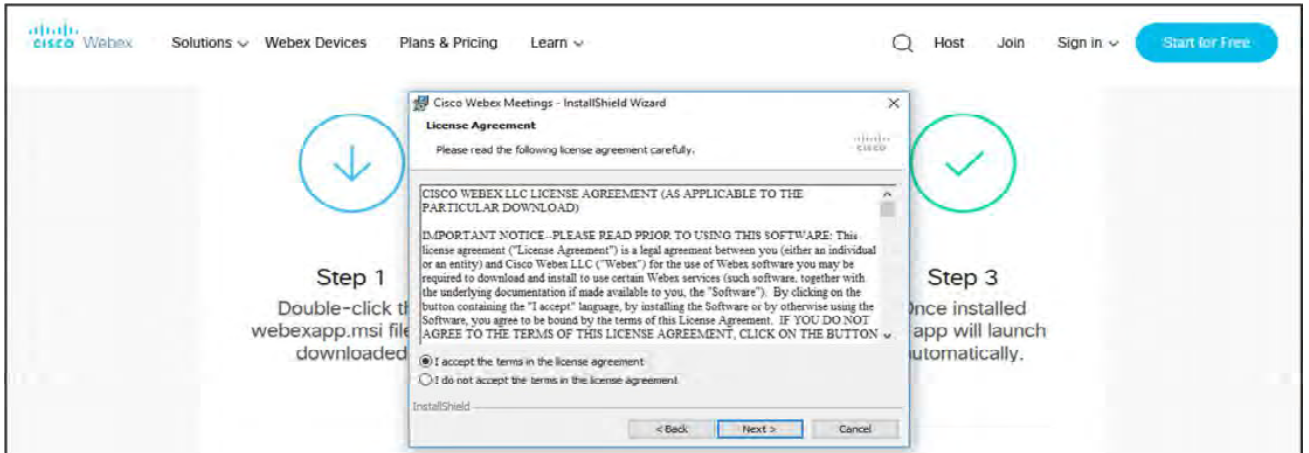 CISCO Webex Solutions Webex Devices Plans & Pricing Learn Host Join Sign in Start for Free
Cisco Webex Meetings - InstallShield Wizard
License Agreement
Please read the following license agreement carefully.
CISCO
CISCO WEBEX LLC LICENSE AGREEMENT (AS APPLICABLE TO THE
PARTICULAR DOWNLOAD)
IMPORTANT NOTICE--PLEASE READ PRIOR TO USING THIS SOFTWARE: This
license agreement ("License Agreement") is a legal agreement between you (either an individual
or an entity) and Cisco Webex LLC ("Webex") for the use of Webex software you may be
required to download and install to use certain Webex services (such software, together with
the underlying documentation if made available to you, the "Software"). By clicking on the
button containing the "I accept" language, by installing the Software or by otherwise using the
Software, you agree to be bound by the terms of this License Agreement. IF YOU DO NOT
AGREE TO THE TERMS OF THIS LICENSE AGREEMENT, CLICK ON THE BUTTON
I accept the terms in the license agreement
I do not accept the terms in the license agreement
InstallShield
< Back Next > Cancel
Step 1
Double-click
webexapp.msi file
downloaded
Step 3
installed
app will launch